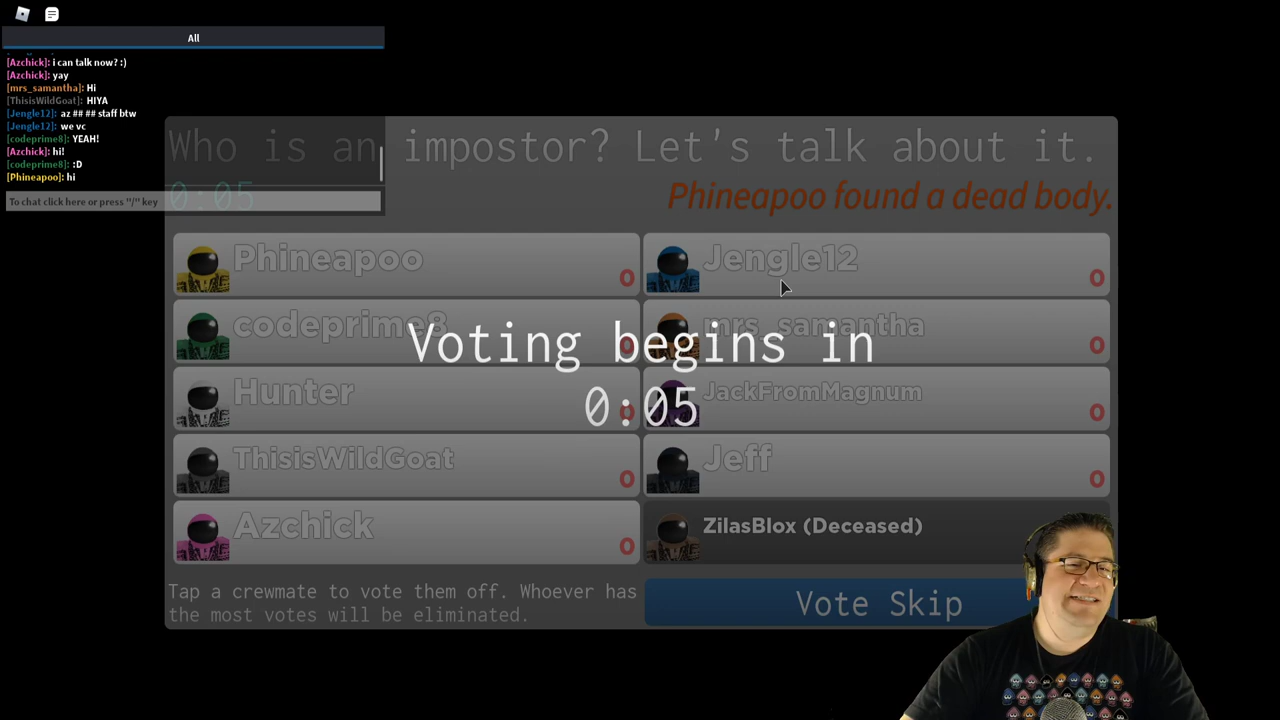 All
[Azchick]: i can talk now? :)
[Azchick]: yay
[mrs_samantha]: Hi
[ThisisWildGoat]: HIYA
[Jengle12]: az ## ## staff btw
[Jengle12]: we vc
[codeprime8]: YEAH!
[Azchick]: hi!
[codeprime8]: :D
[Phineapoo]: hi
To chat click here or press "/" key
Who is an impostor? Let's talk about it.
0:05
Phineapoo found a dead body.
Phineapoo 0
Jengle12 0
codeprime8
mrs_samantha 0
Voting begins in
0:05
Hunter 0
JackFromMagnum 0
ThisisWildGoat 0
Jeff 0
Azchick 0
ZilasBlox (Deceased)
Tap a crewmate to vote them off. Whoever has
the most votes will be eliminated.
Vote Skip